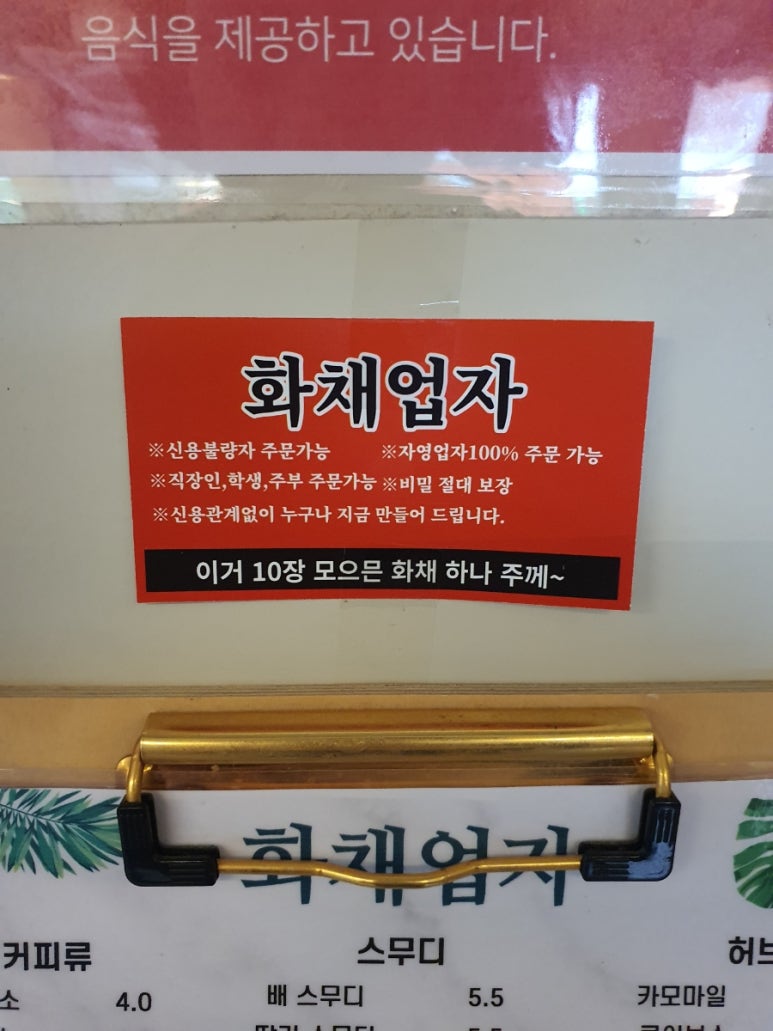 음식을 제공하고 있습니다.
화채업자
※신용불량자 주문가능 ※자영업자100% 주문 가능
※직장인,학생,주부 주문가능 ※비밀 절대 보장
※신용관계없이 누구나 지금 만들어 드립니다.
이거 10장 모으믄 화채 하나 주께~
화채업자
커피류 스무디
4.0 배 스무디 5.5 카모마일